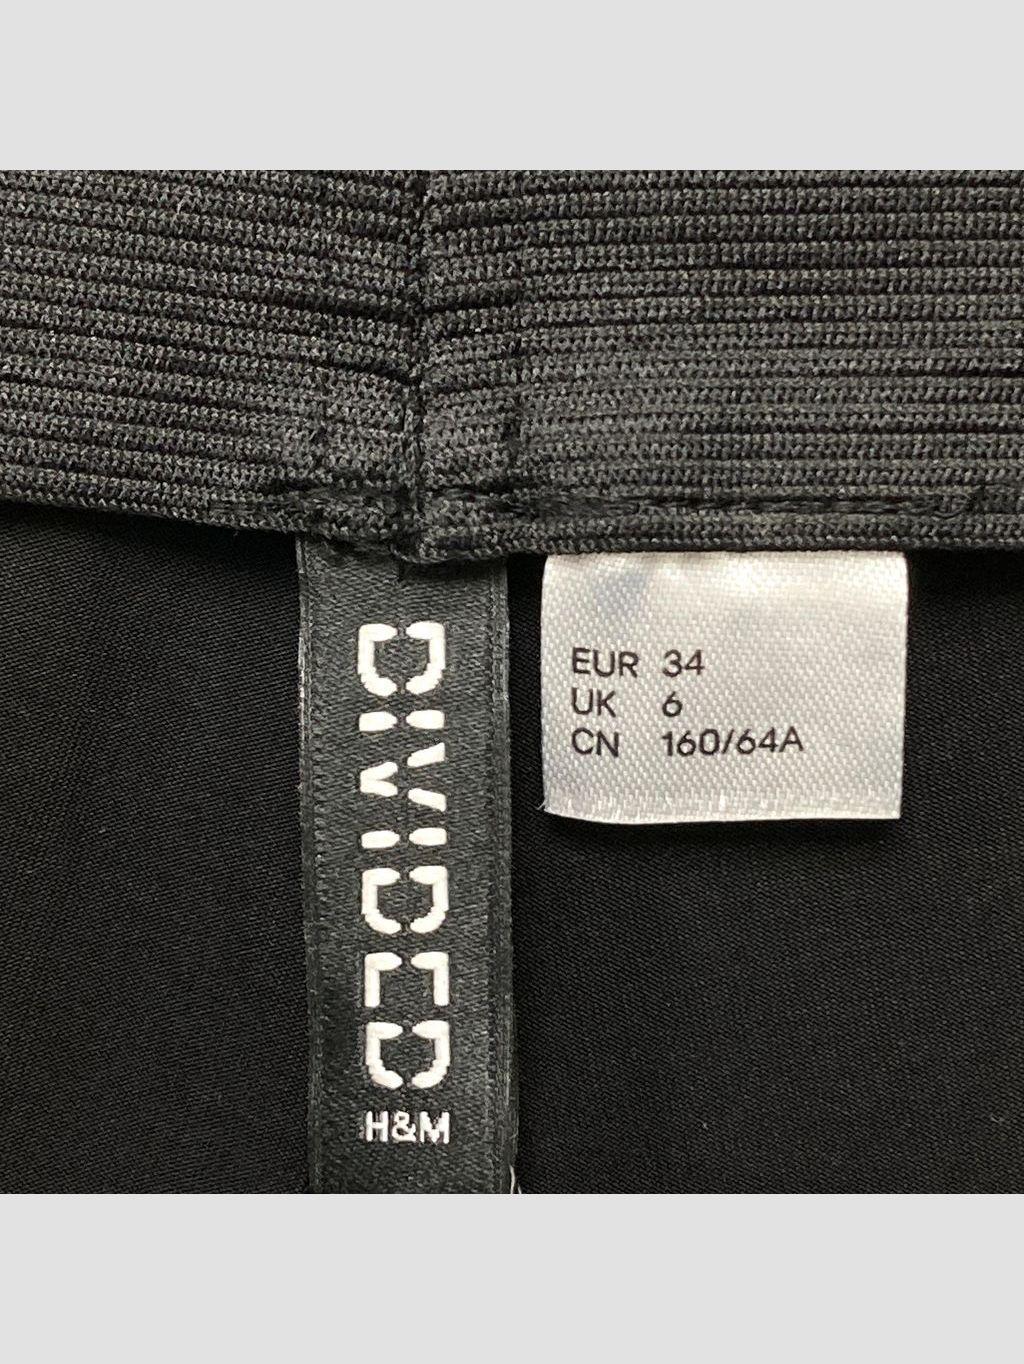 DIVIDED
H&M
EUR 34
UK 6
CN 160/64A